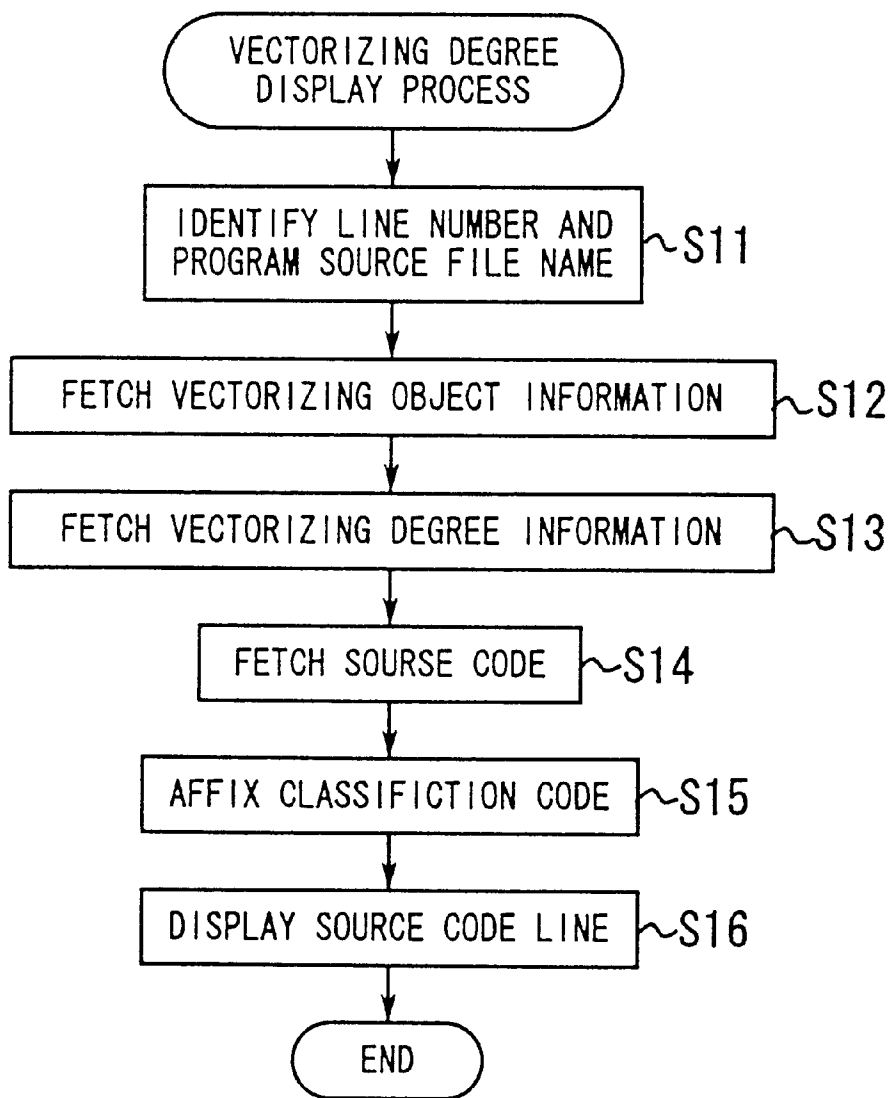 VECTORIZING DEGREE
DISPLAY PROCESS
IDENTIFY LINE NUMBER AND
PROGRAM SOURCE FILE NAME
S11
FETCH VECTORIZING OBJECT INFORMATION
S12
FETCH VECTORIZING DEGREE INFORMATION
S13
FETCH SOURSE CODE
S14
AFFIX CLASSIFICTION CODE
S15
DISPLAY SOURCE CODE LINE
S16
END